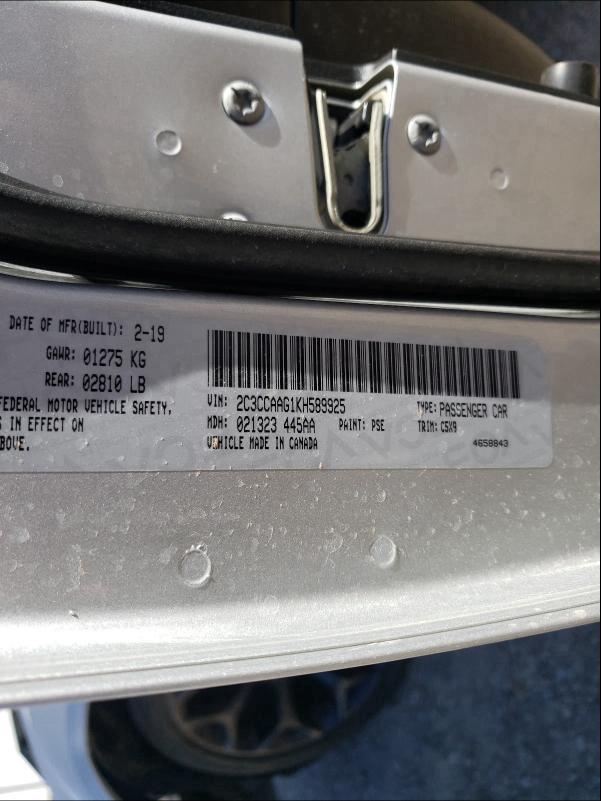 DATE OF MFR(BUILT): 2-19
GAWR: 01275 KG
REAR: 02810 LB
FEDERAL MOTOR VEHICLE SAFETY,
S IN EFFECT ON
ABOVE.
VIN: 2C3CCAAG1KH589925 TYPE: PASSENGER CAR
MDH: 021323 445AA PAINT: PSE TRIM: C5X9
VEHICLE MADE IN CANADA 4658843